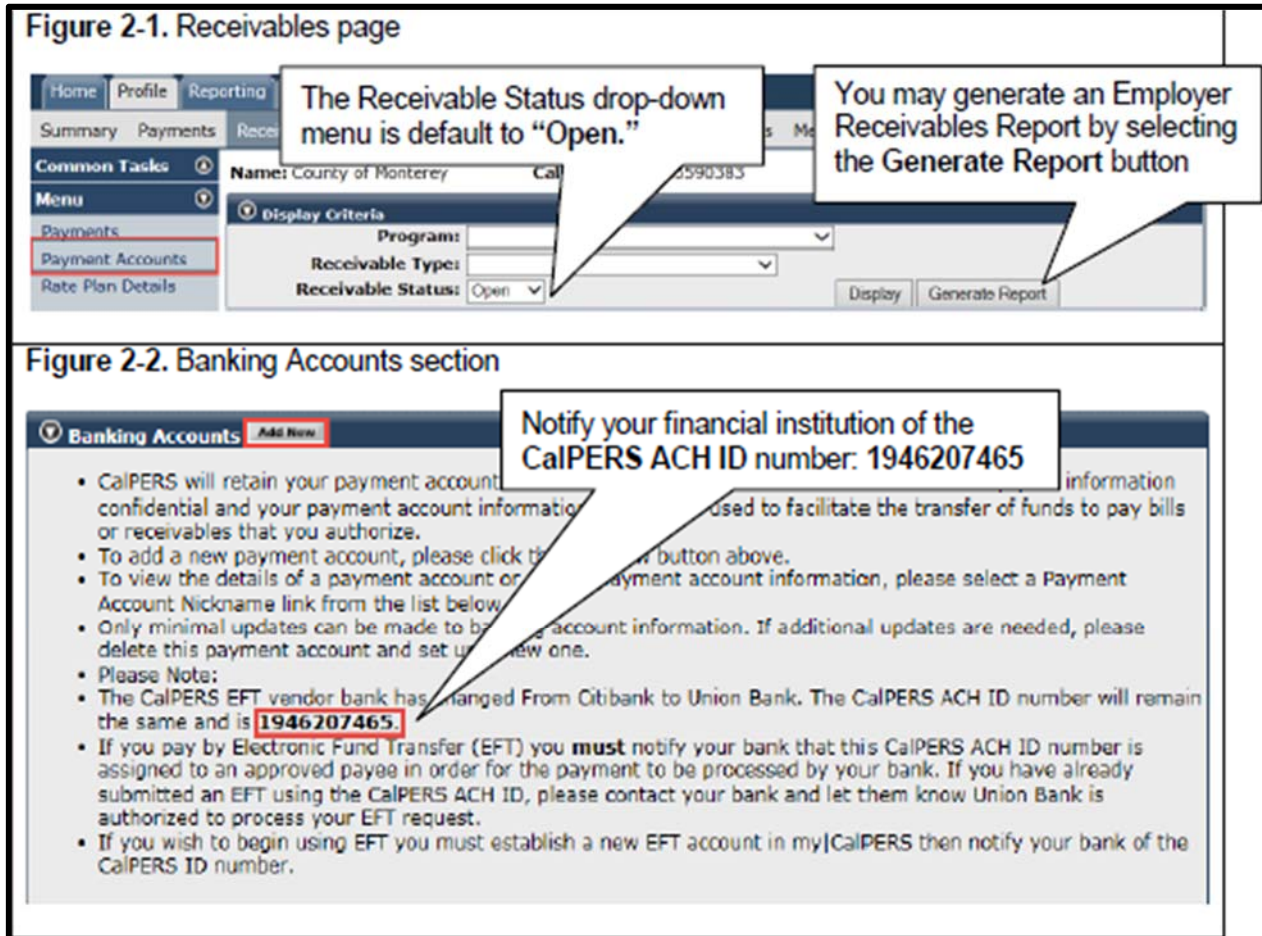 Figure 2-1. Receivables page
Home Profile Reporting
The Receivable Status drop-down
menu is default to “Open.”
You may generate an Employer
Receivables Report by selecting
the Generate Report button
Summary Payments
Common Tasks
Name: County of Monterey 3590383
Menu
Display Criteria
Payments
Program:
Payment Accounts
Receivable Type:
Rate Plan Details
Receivable Status: Open
Display Generate Report
Figure 2-2. Banking Accounts section
Notify your financial institution of the
CalPERS ACH ID number: 1946207465
Banking Accounts Add New
• CalPERS will retain your payment account information
confidential and your payment account used to facilitate the transfer of funds to pay bills
or receivables that you authorize.
• To add a new payment account, please click button above.
• To view the details of a payment account or account information, please select a Payment
Account Nickname link from the list below
• Only minimal updates can be made to account information. If additional updates are needed, please
delete this payment account and set new one.
• Please Note:
• The CalPERS EFT vendor bank has changed From Citibank to Union Bank. The CalPERS ACH ID number will remain
the same and is 1946207465.
• If you pay by Electronic Fund Transfer (EFT) you must notify your bank that this CalPERS ACH ID number is
assigned to an approved payee in order for the payment to be processed by your bank. If you have already
submitted an EFT using the CalPERS ACH ID, please contact your bank and let them know Union Bank is
authorized to process your EFT request.
• If you wish to begin using EFT you must establish a new EFT account in my|CalPERS then notify your bank of the
CalPERS ID number.